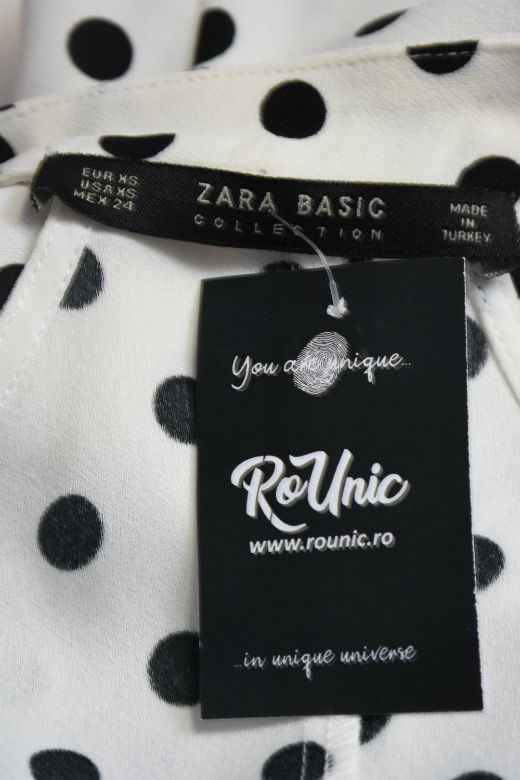 EUR XS
USA XS
MEX 24
ZARA BASIC
COLLECTION
MADE
IN
TURKEY
You are unique...
RoUnic
www.rounic.ro
...in unique universe